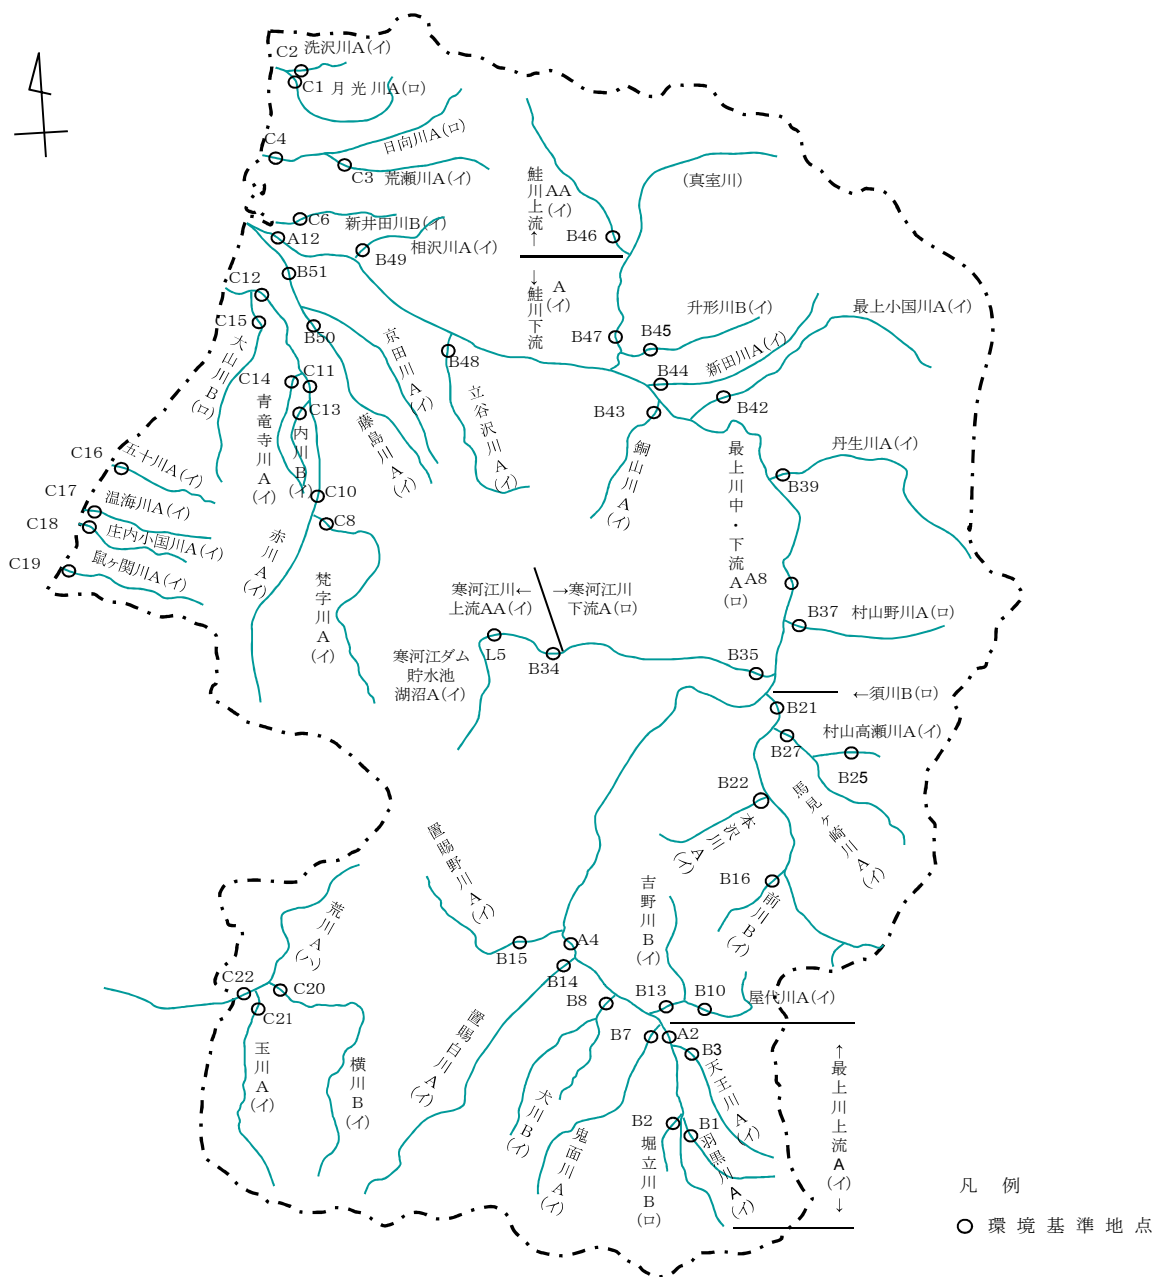 C2 洗沢川A(イ)
C1 月光川A(ロ)
C4
日向川A(ロ)
C3 荒瀬川A(イ)
鮭川上流↑
AA(イ)
(真室川)
C6 新井田川B(イ)
A12
B49 相沢川A(イ)
B46
B51
C12
↓鮭川下流
A(イ)
升形川B(イ)
最上小国川A(イ)
C15
大山川B(ロ)
B50
京田川A(イ)
B48
B47
B45
新田川A(イ)
B44
C14
C11
B42
B43
C13
青竜寺川A(イ)
内川B(イ)
藤島川A(イ)
立谷沢川A(イ)
銅山川A(イ)
最上川中・下流A(ロ)
丹生川A(イ)
B39
C16
五十川A(イ)
C17
温海川A(イ)
C18
庄内小国川A(イ)
C19
鼠ヶ関川A(イ)
C10
C8
赤川A(イ)
梵字川A(イ)
寒河江川←
上流AA(イ)
→寒河江川
下流A(ロ)
A8
B37 村山野川A(ロ)
L5
B34
B35
寒河江ダム
貯水池
湖沼A(イ)
←須川B(ロ)
B21
村山高瀬川A(イ)
B27
B25
B22
馬見ヶ崎川A(イ)
本沢川A(イ)
置賜野川A(イ)
B16
前川B(イ)
吉野川B(イ)
荒川A(イ)
A4
B15
B14
C22
C20
C21
B8
B13
B10
屋代川A(イ)
B7
A2
B3
天王川A(イ)
置賜白川A(イ)
玉川A(イ)
横川B(イ)
犬川B(イ)
鬼面川A(イ)
B2
B1
堀立川B(ロ)
羽黒川A(イ)
↑最上川上流A(イ)↓
凡 例
環境基準地点